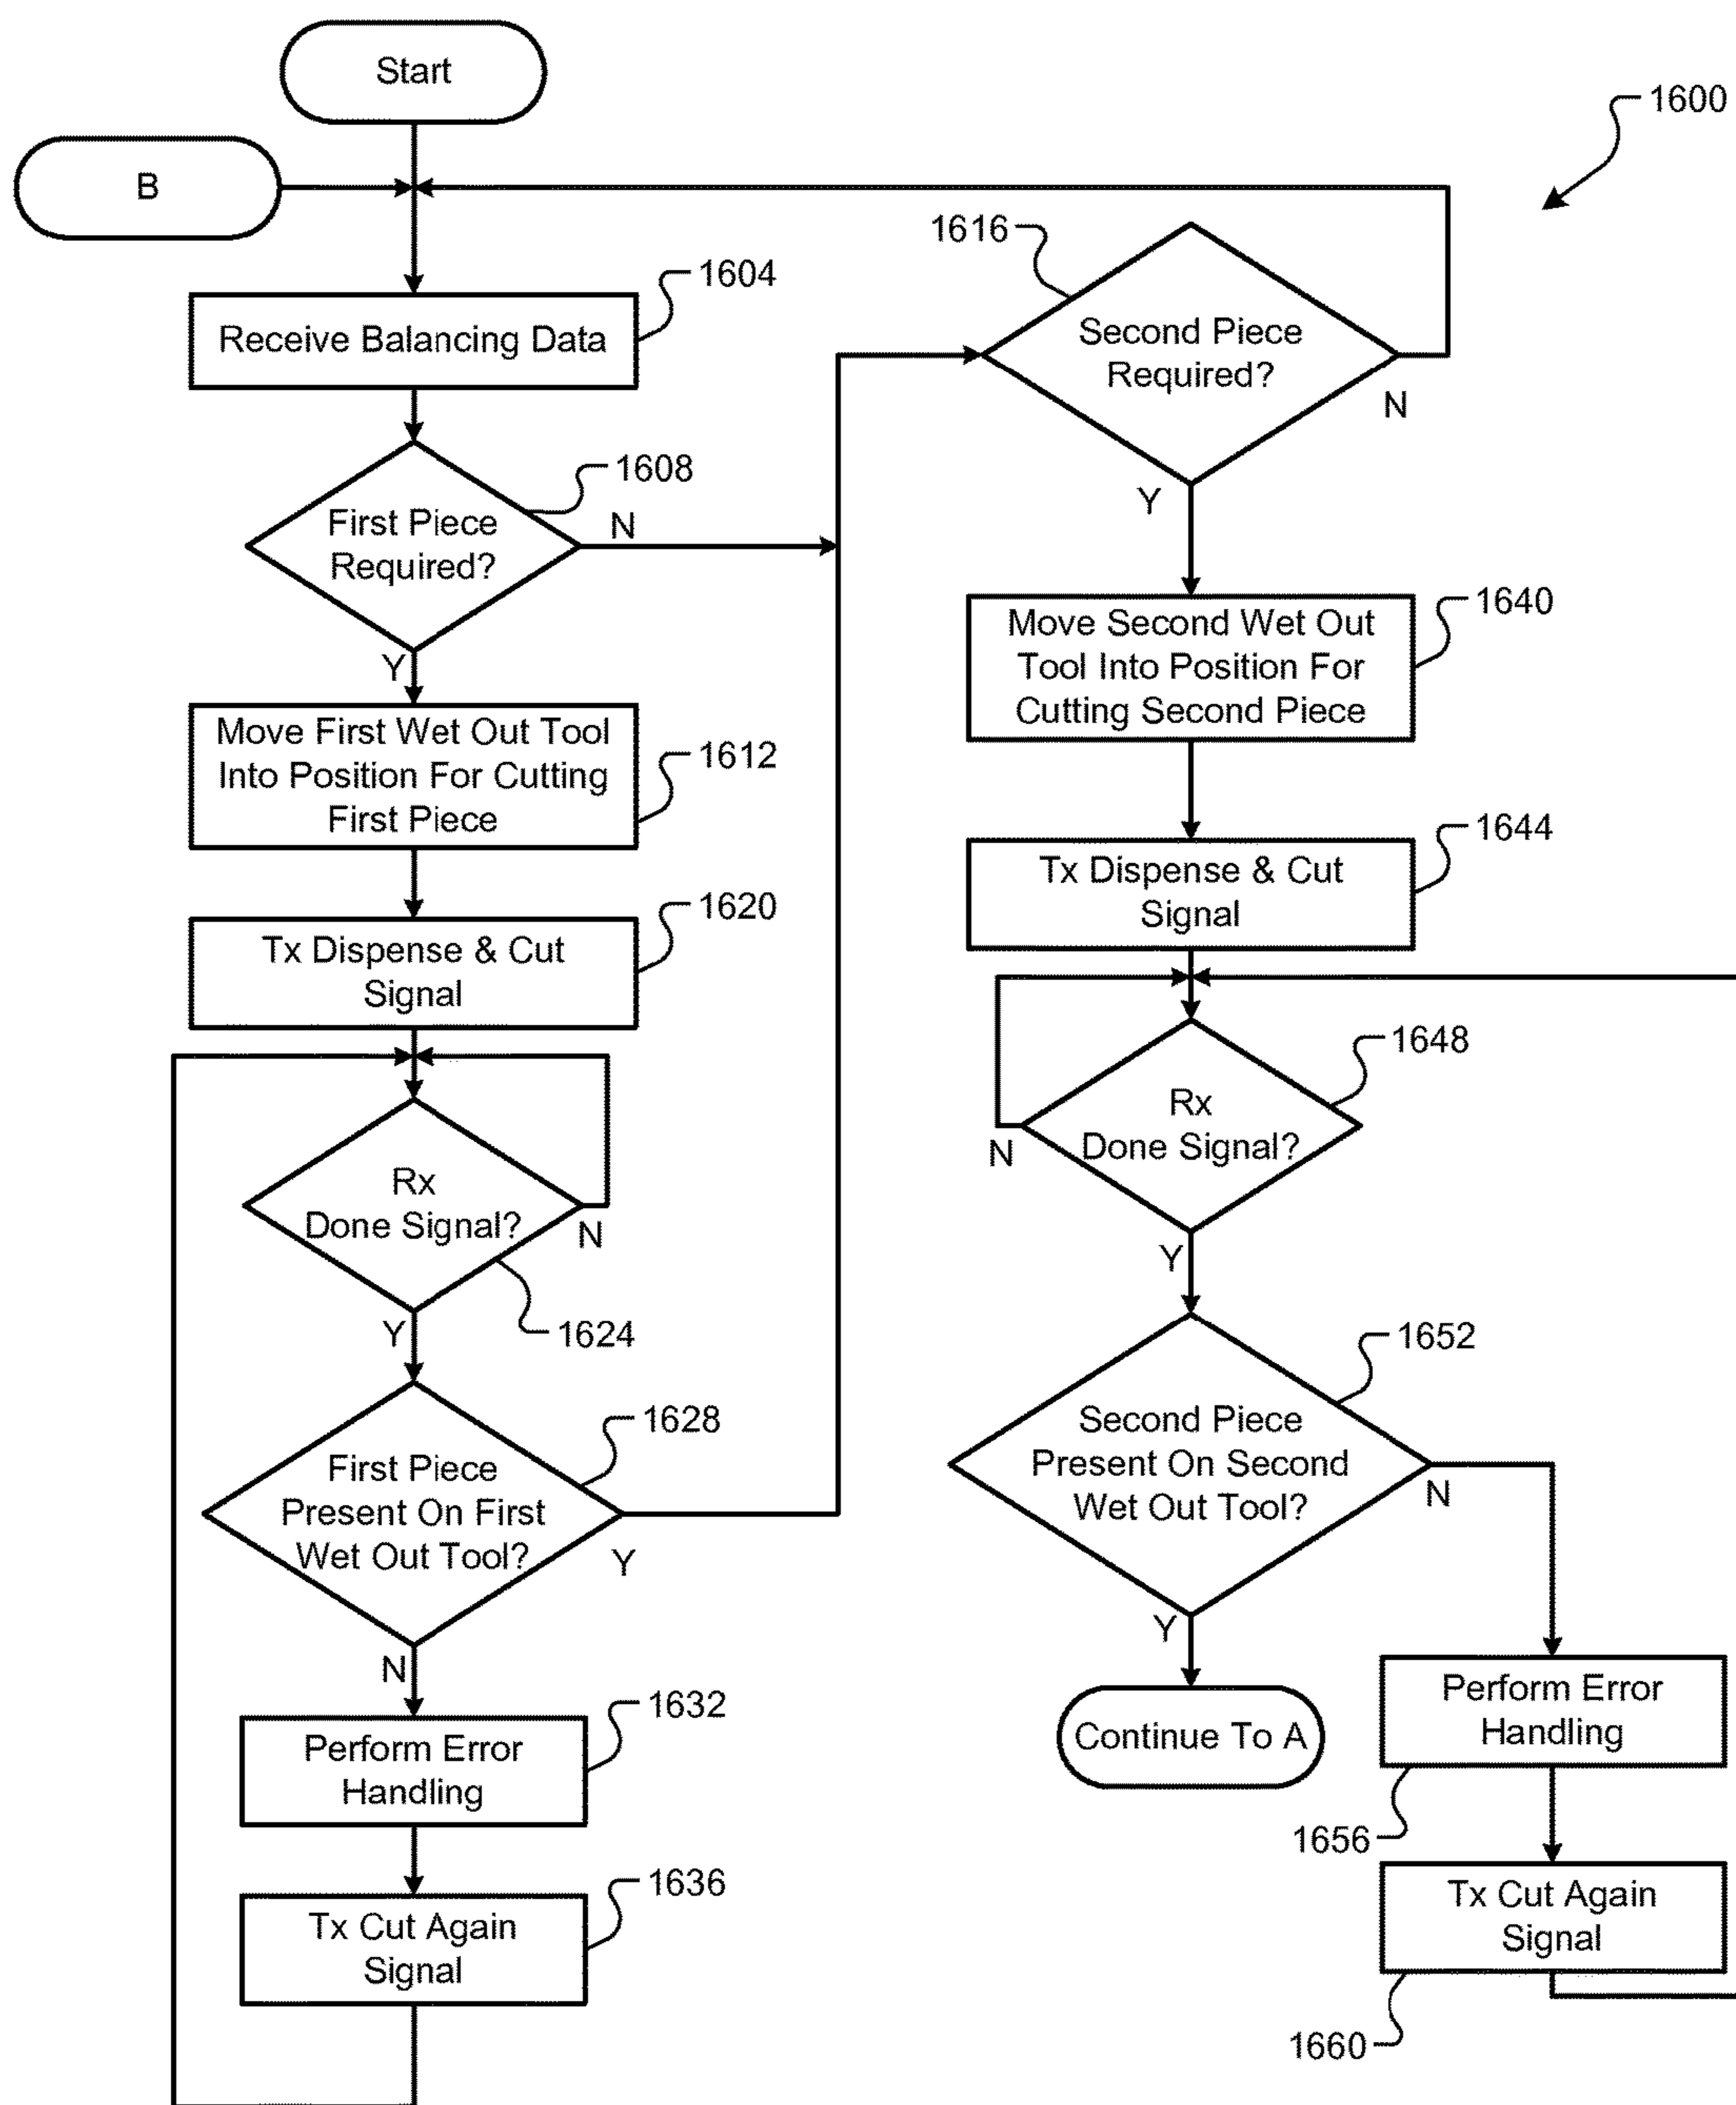 Start
B
1600
1604
Receive Balancing Data
1608
First Piece
Required?
N
Y
Move First Wet Out Tool
Into Position For Cutting
First Piece
1612
1620
Tx Dispense & Cut
Signal
Rx
Done Signal?
N
Y
1624
1628
First Piece
Present On First
Wet Out Tool?
Y
N
1632
Perform Error
Handling
1636
Tx Cut Again
Signal
1616
Second Piece
Required?
N
Y
1640
Move Second Wet Out
Tool Into Position For
Cutting Second Piece
1644
Tx Dispense & Cut
Signal
1648
Rx
Done Signal?
N
Y
1652
Second Piece
Present On Second
Wet Out Tool?
N
Y
Continue To A
Perform Error
Handling
1656
Tx Cut Again
Signal
1660